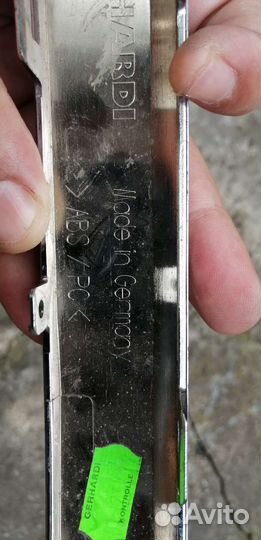 HARDI
Made in Germany
>ABS / PC<
GERHARDI
KONTROLLE
Avito